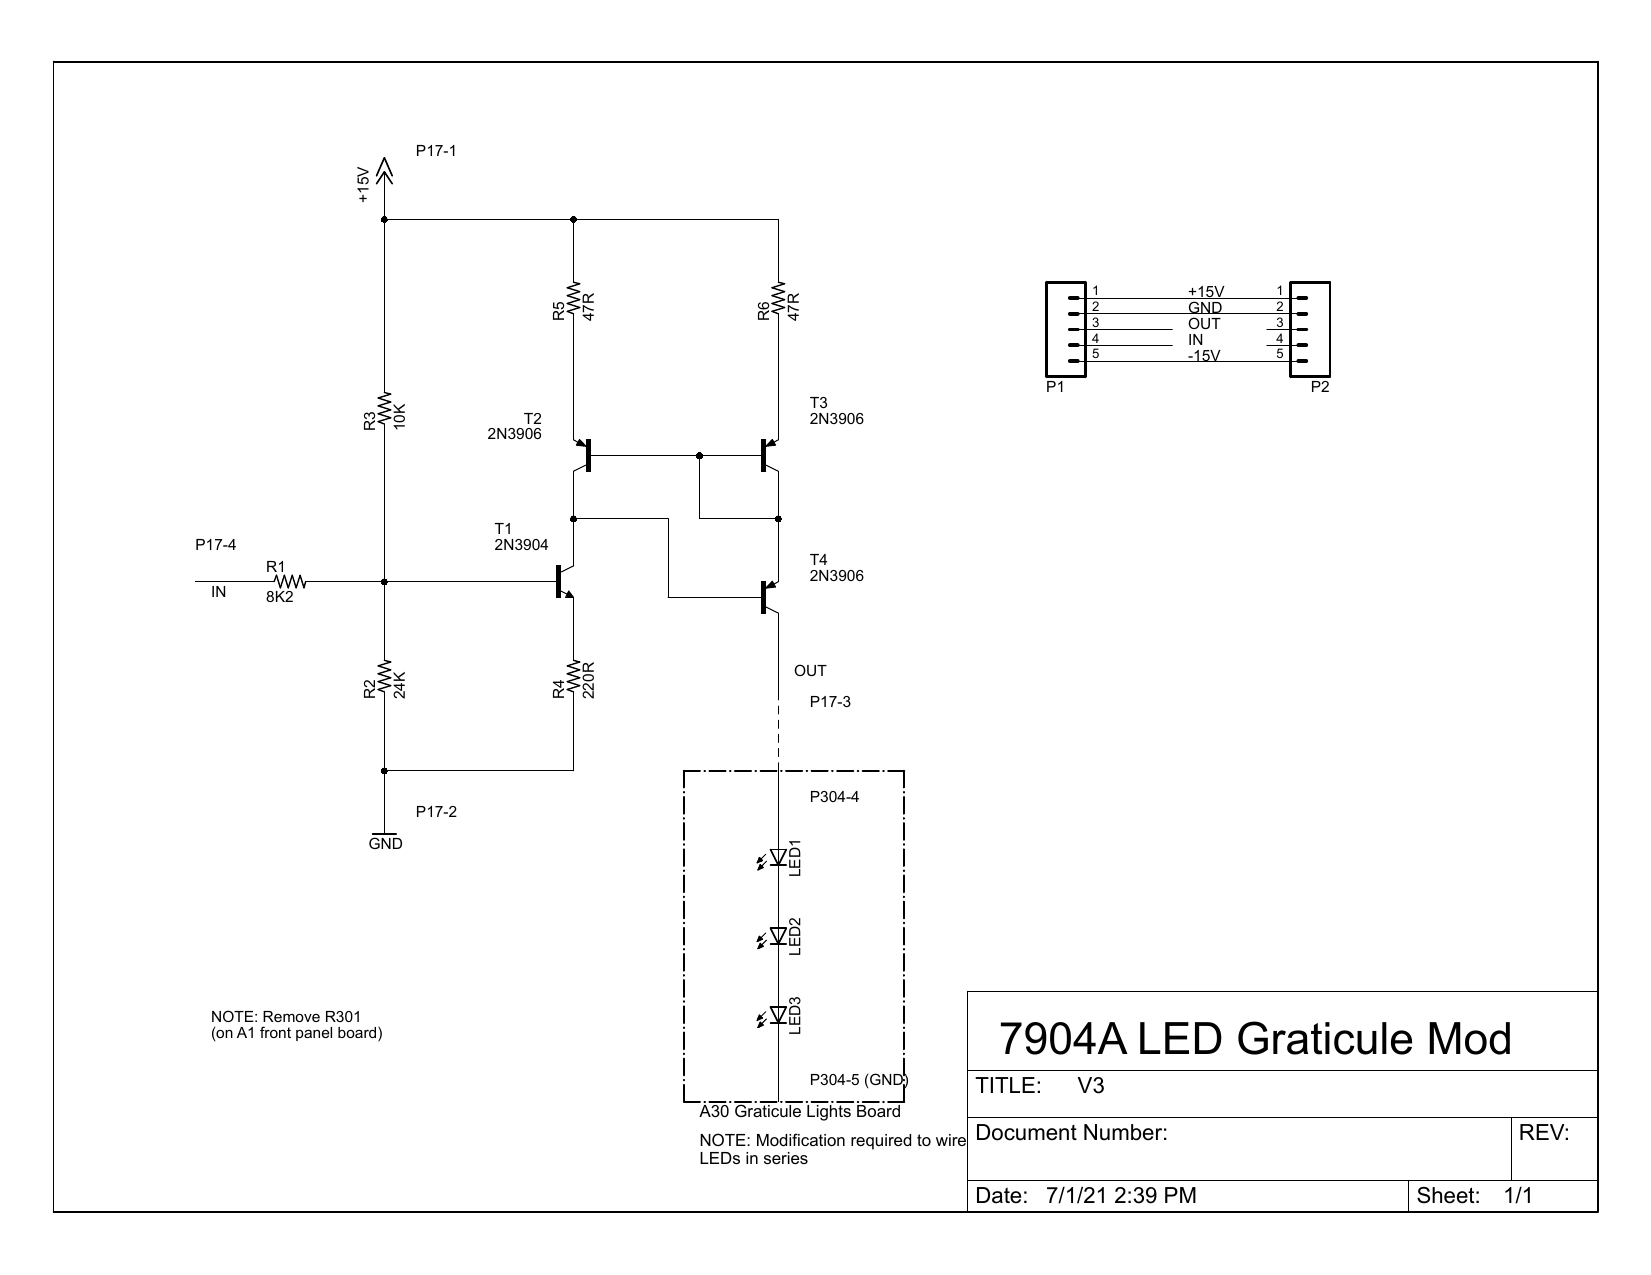 P17-1
+15V
R5
47R
R6
47R
1 +15V 1
2 GND 2
3 OUT 3
4 IN 4
5 -15V 5
P1 P2
R3
10K
T2
2N3906
T3
2N3906
T1
2N3904
P17-4
R1
IN
8K2
T4
2N3906
R2
24K
R4
220R
OUT
P17-3
P17-2
GND
P304-4
LED1
LED2
LED3
P304-5 (GND)
A30 Graticule Lights Board
NOTE: Modification required to wire
LEDs in series
NOTE: Remove R301
(on A1 front panel board)
7904A LED Graticule Mod
TITLE: V3
Document Number: REV:
Date: 7/1/21 2:39 PM Sheet: 1/1